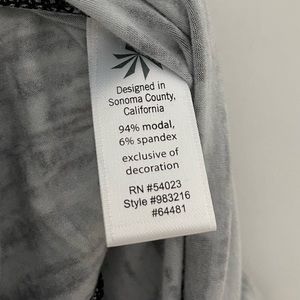 Designed in
Sonoma County,
California
94% modal,
6% spandex
exclusive of
decoration
RN #54023
Style #983216
#64481